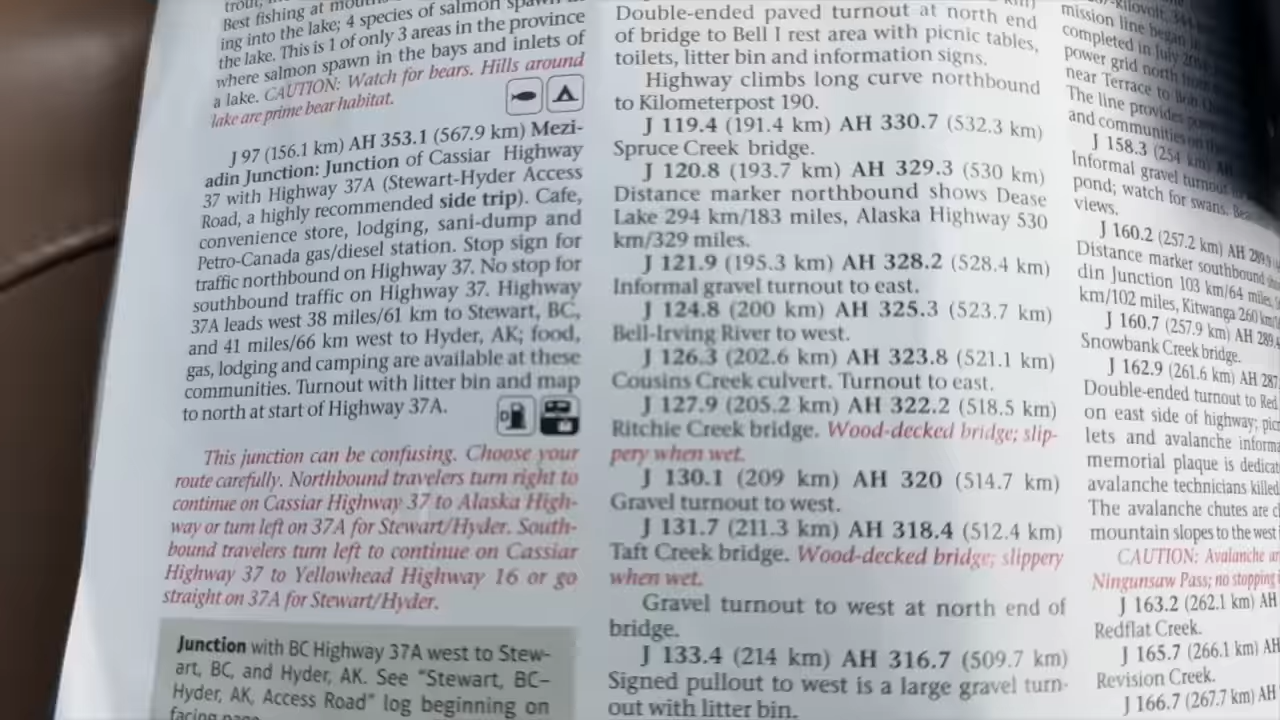 trout,
Best fishing at mouths
ing into the lake; 4 species of salmon spawn in
the lake. This is 1 of only 3 areas in the province
where salmon spawn in the bays and inlets of
a lake. CAUTION: Watch for bears. Hills around
lake are prime bear habitat.
J 97 (156.1 km) AH 353.1 (567.9 km) Mezi-
adin Junction: Junction of Cassiar Highway
37 with Highway 37A (Stewart-Hyder Access
Road, a highly recommended side trip). Cafe,
convenience store, lodging, sani-dump and
Petro-Canada gas/diesel station. Stop sign for
traffic northbound on Highway 37. No stop for
southbound traffic on Highway 37. Highway
37A leads west 38 miles/61 km to Stewart, BC,
and 41 miles/66 km west to Hyder, AK; food,
gas, lodging and camping are available at these
communities. Turnout with litter bin and map
to north at start of Highway 37A.
D
This junction can be confusing. Choose your
route carefully. Northbound travelers turn right to
continue on Cassiar Highway 37 to Alaska High-
way or turn left on 37A for Stewart/Hyder. South-
bound travelers turn left to continue on Cassiar
Highway 37 to Yellowhead Highway 16 or go
straight on 37A for Stewart/Hyder.
Junction with BC Highway 37A west to Stew-
art, BC, and Hyder, AK. See "Stewart, BC–
Hyder, AK, Access Road" log beginning on
facing page
Double-ended paved turnout at north end
of bridge to Bell I rest area with picnic tables,
toilets, litter bin and information signs.
Highway climbs long curve northbound
to Kilometerpost 190.
J 119.4 (191.4 km) AH 330.7 (532.3 km)
Spruce Creek bridge.
J 120.8 (193.7 km) AH 329.3 (530 km)
Distance marker northbound shows Dease
Lake 294 km/183 miles, Alaska Highway 530
km/329 miles.
J 121.9 (195.3 km) AH 328.2 (528.4 km)
Informal gravel turnout to east.
J 124.8 (200 km) AH 325.3 (523.7 km)
Bell-Irving River to west.
J 126.3 (202.6 km) AH 323.8 (521.1 km)
Cousins Creek culvert. Turnout to east.
J 127.9 (205.2 km) AH 322.2 (518.5 km)
Ritchie Creek bridge. Wood-decked bridge; slip-
pery when wet.
J 130.1 (209 km) AH 320 (514.7 km)
Gravel turnout to west.
J 131.7 (211.3 km) AH 318.4 (512.4 km)
Taft Creek bridge. Wood-decked bridge; slippery
when wet.
Gravel turnout to west at north end of
bridge.
J 133.4 (214 km) AH 316.7 (509.7 km)
Signed pullout to west is a large gravel turn-
out with litter bin.
kilovolt, 344
mission line began
completed in July
power grid north from
near Terrace to Bob
The line provides
and communities on
J 158.3 (254 km) AH
Informal gravel turnout
pond; watch for swans.
views.
J 160.2 (257.2 km) AH 289.9
Distance marker southbound
din Junction 103 km/64 miles,
km/102 miles, Kitwanga 260 km
J 160.7 (257.9 km) AH 289.4
Snowbank Creek bridge.
J 162.9 (261.6 km) AH 287
Double-ended turnout to Red
on east side of highway;
lets and avalanche inform
memorial plaque is dedicat
avalanche technicians killed
The avalanche chutes are
mountain slopes to the west
CAUTION: Avalanche
Ningunsaw Pass; no stopping
J 163.2 (262.1 km) AH
Redflat Creek.
J 165.7 (266.1 km) AH
Revision Creek.
J 166.7 (267.7 km) AH